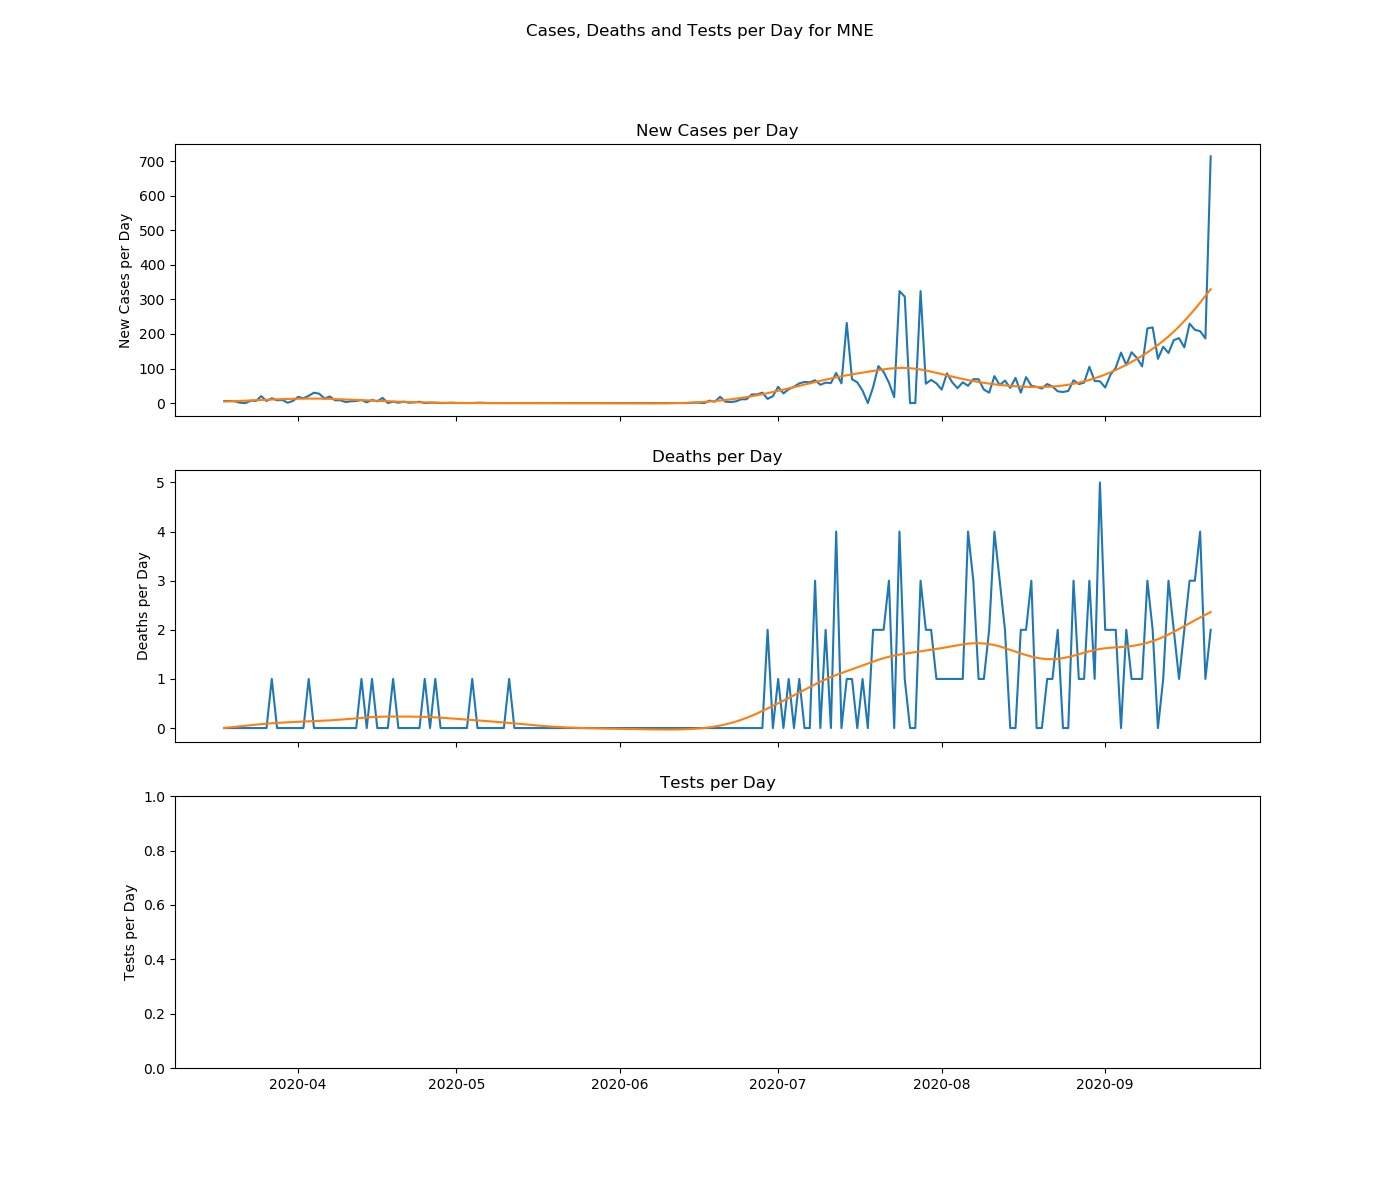 Cases, Deaths and Tests per Day for MNE
New Cases per Day
New Cases per Day
700
600
500
400
300
200
100
0
Deaths per Day
Deaths per Day
5
4
3
2
1
0
Tests per Day
Tests per Day
1.0
0.8
0.6
0.4
0.2
0.0
2020-04 2020-05 2020-06 2020-07 2020-08 2020-09